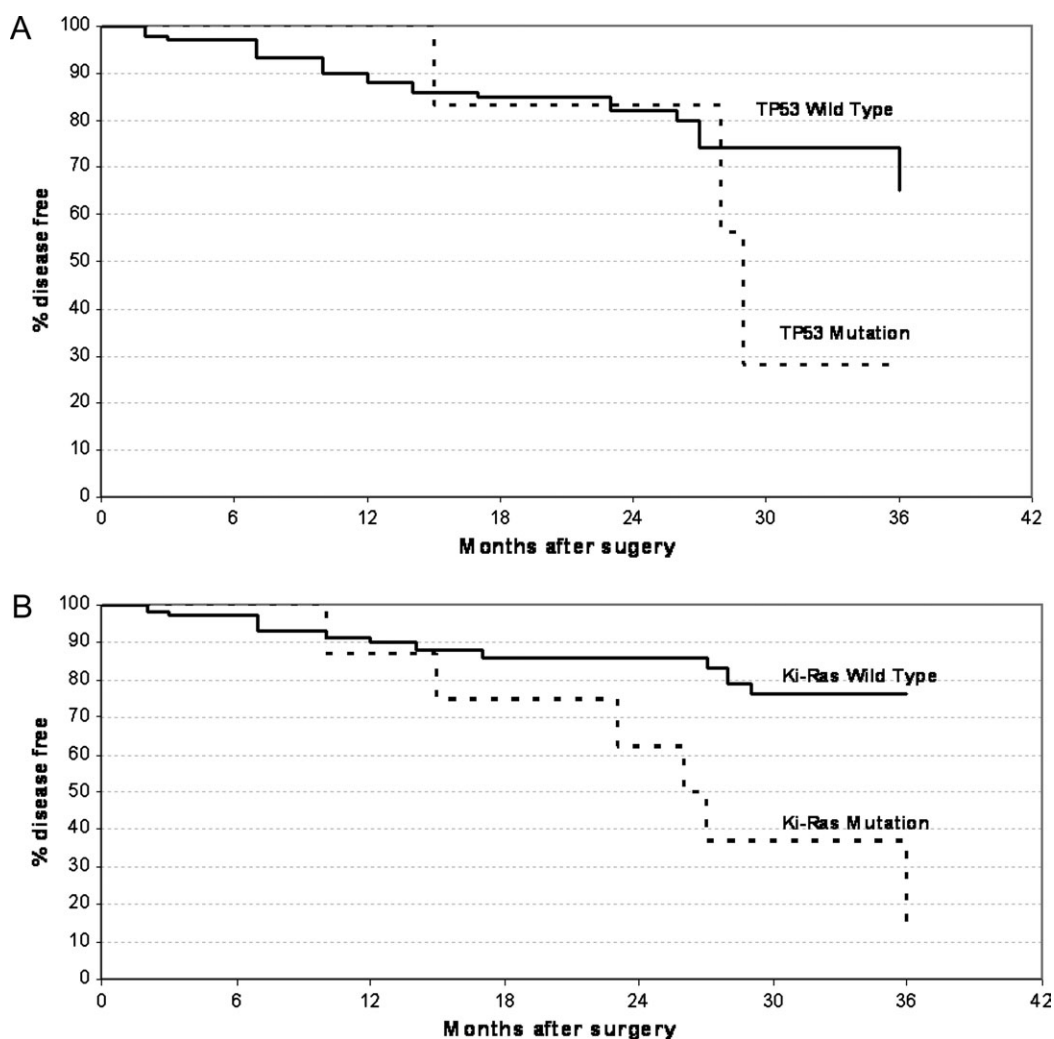 A
100
90
80
70
60
50
40
30
20
10
0
% disease free
TP53 Wild Type
TP53 Mutation
0 6 12 18 24 30 36 42
Months after sugery
B
100
90
80
70
60
50
40
30
20
10
0
% disease free
Ki-Ras Wild Type
Ki-Ras Mutation
0 6 12 18 24 30 36 42
Months after surgery